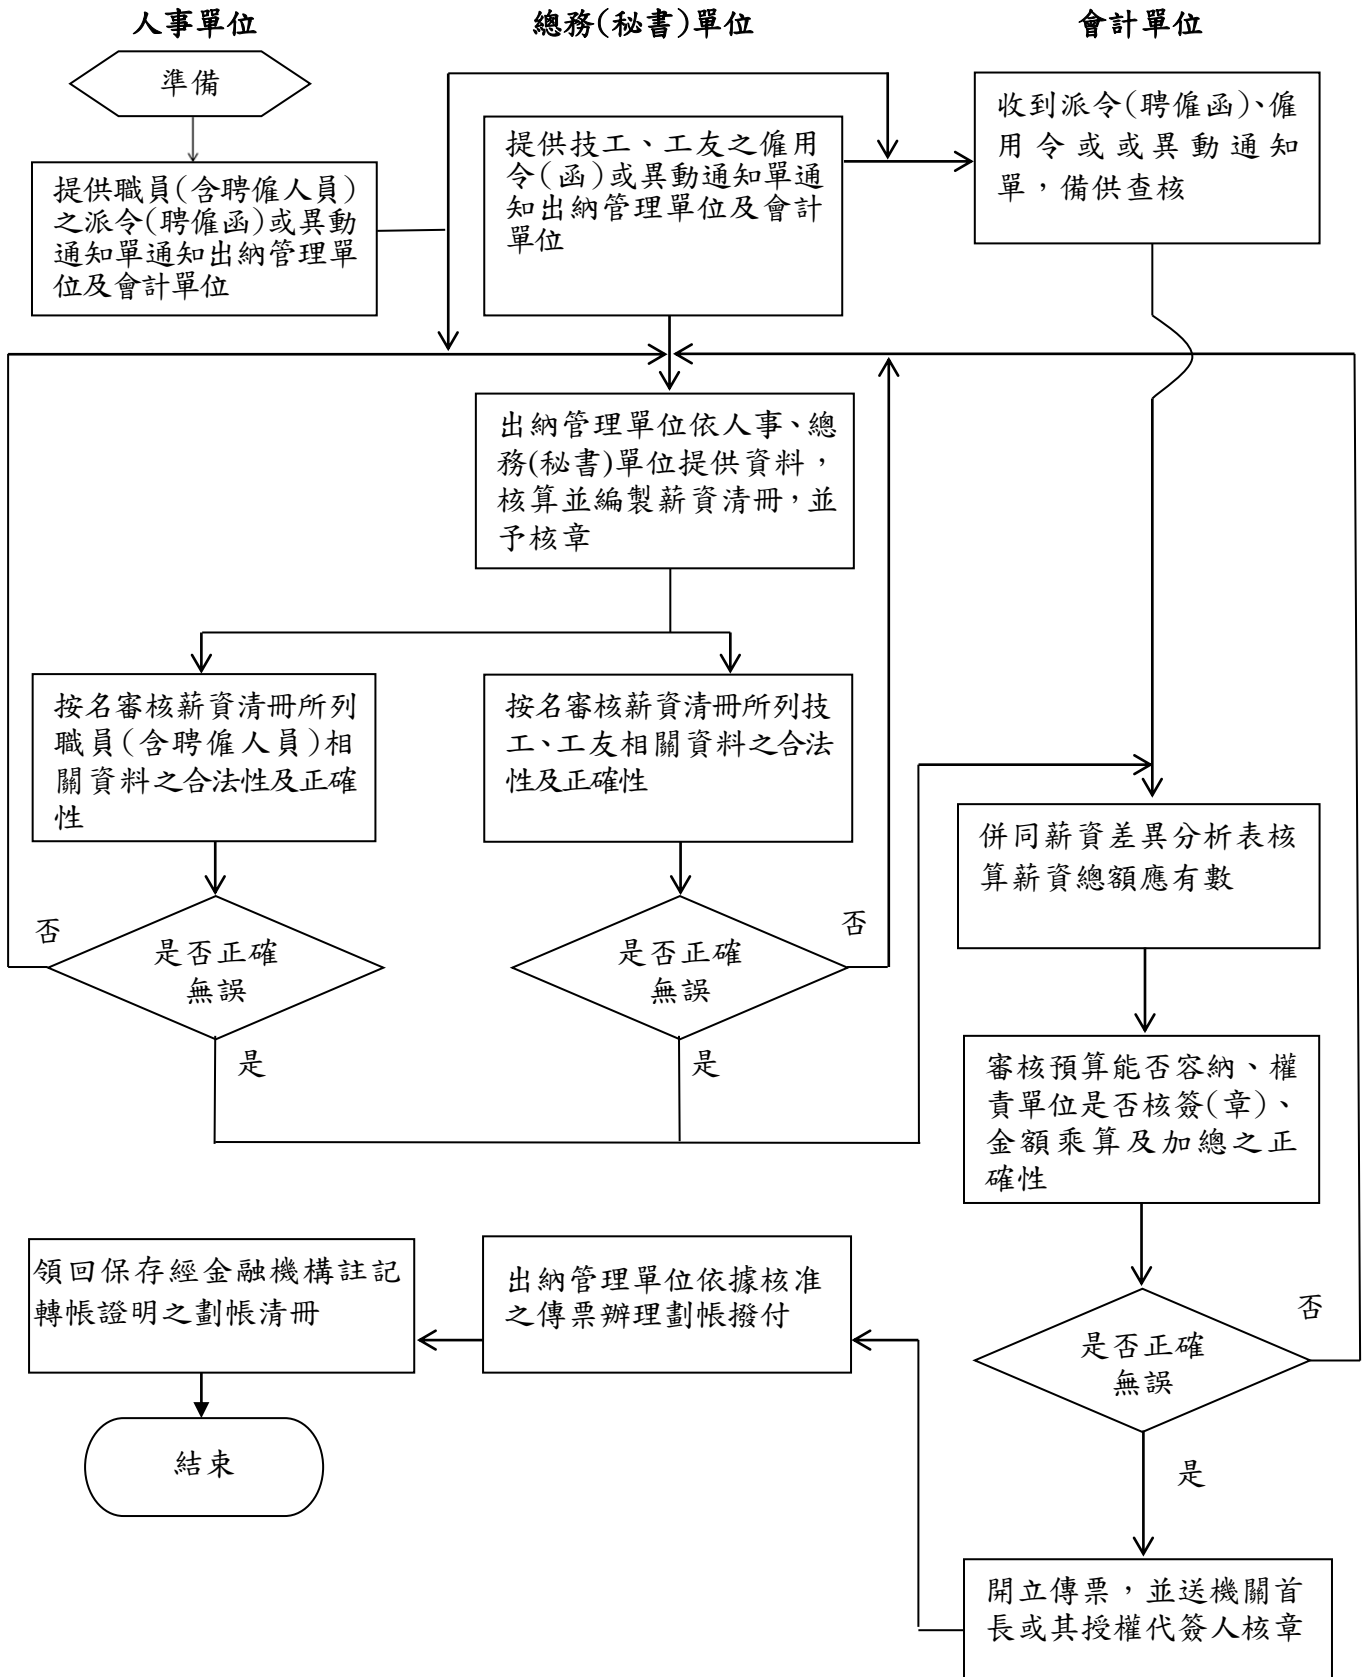 人事單位
總務(秘書)單位
會計單位
準備
提供職員(含聘僱人員)
之派令(聘僱函)或異動
通知單通知出納管理單
位及會計單位
提供技工、工友之僱用
令(函)或異動通知單通
知出納管理單位及會計
單位
收到派令(聘僱函)、僱
用令或或異動通知
單，備供查核
出納管理單位依人事、總
務(秘書)單位提供資料，
核算並編製薪資清冊，並
予核章
按名審核薪資清冊所列
職員(含聘僱人員)相
關資料之合法性及正確
性
按名審核薪資清冊所列技
工、工友相關資料之合法
性及正確性
併同薪資差異分析表核
算薪資總額應有數
否
是否正確
無誤
是
是否正確
無誤
否
是
審核預算能否容納、權
責單位是否核簽(章)、
金額乘算及加總之正
確性
領回保存經金融機構註記
轉帳證明之劃帳清冊
出納管理單位依據核准
之傳票辦理劃帳撥付
是否正確
無誤
否
是
結束
開立傳票，並送機關首
長或其授權代簽人核章